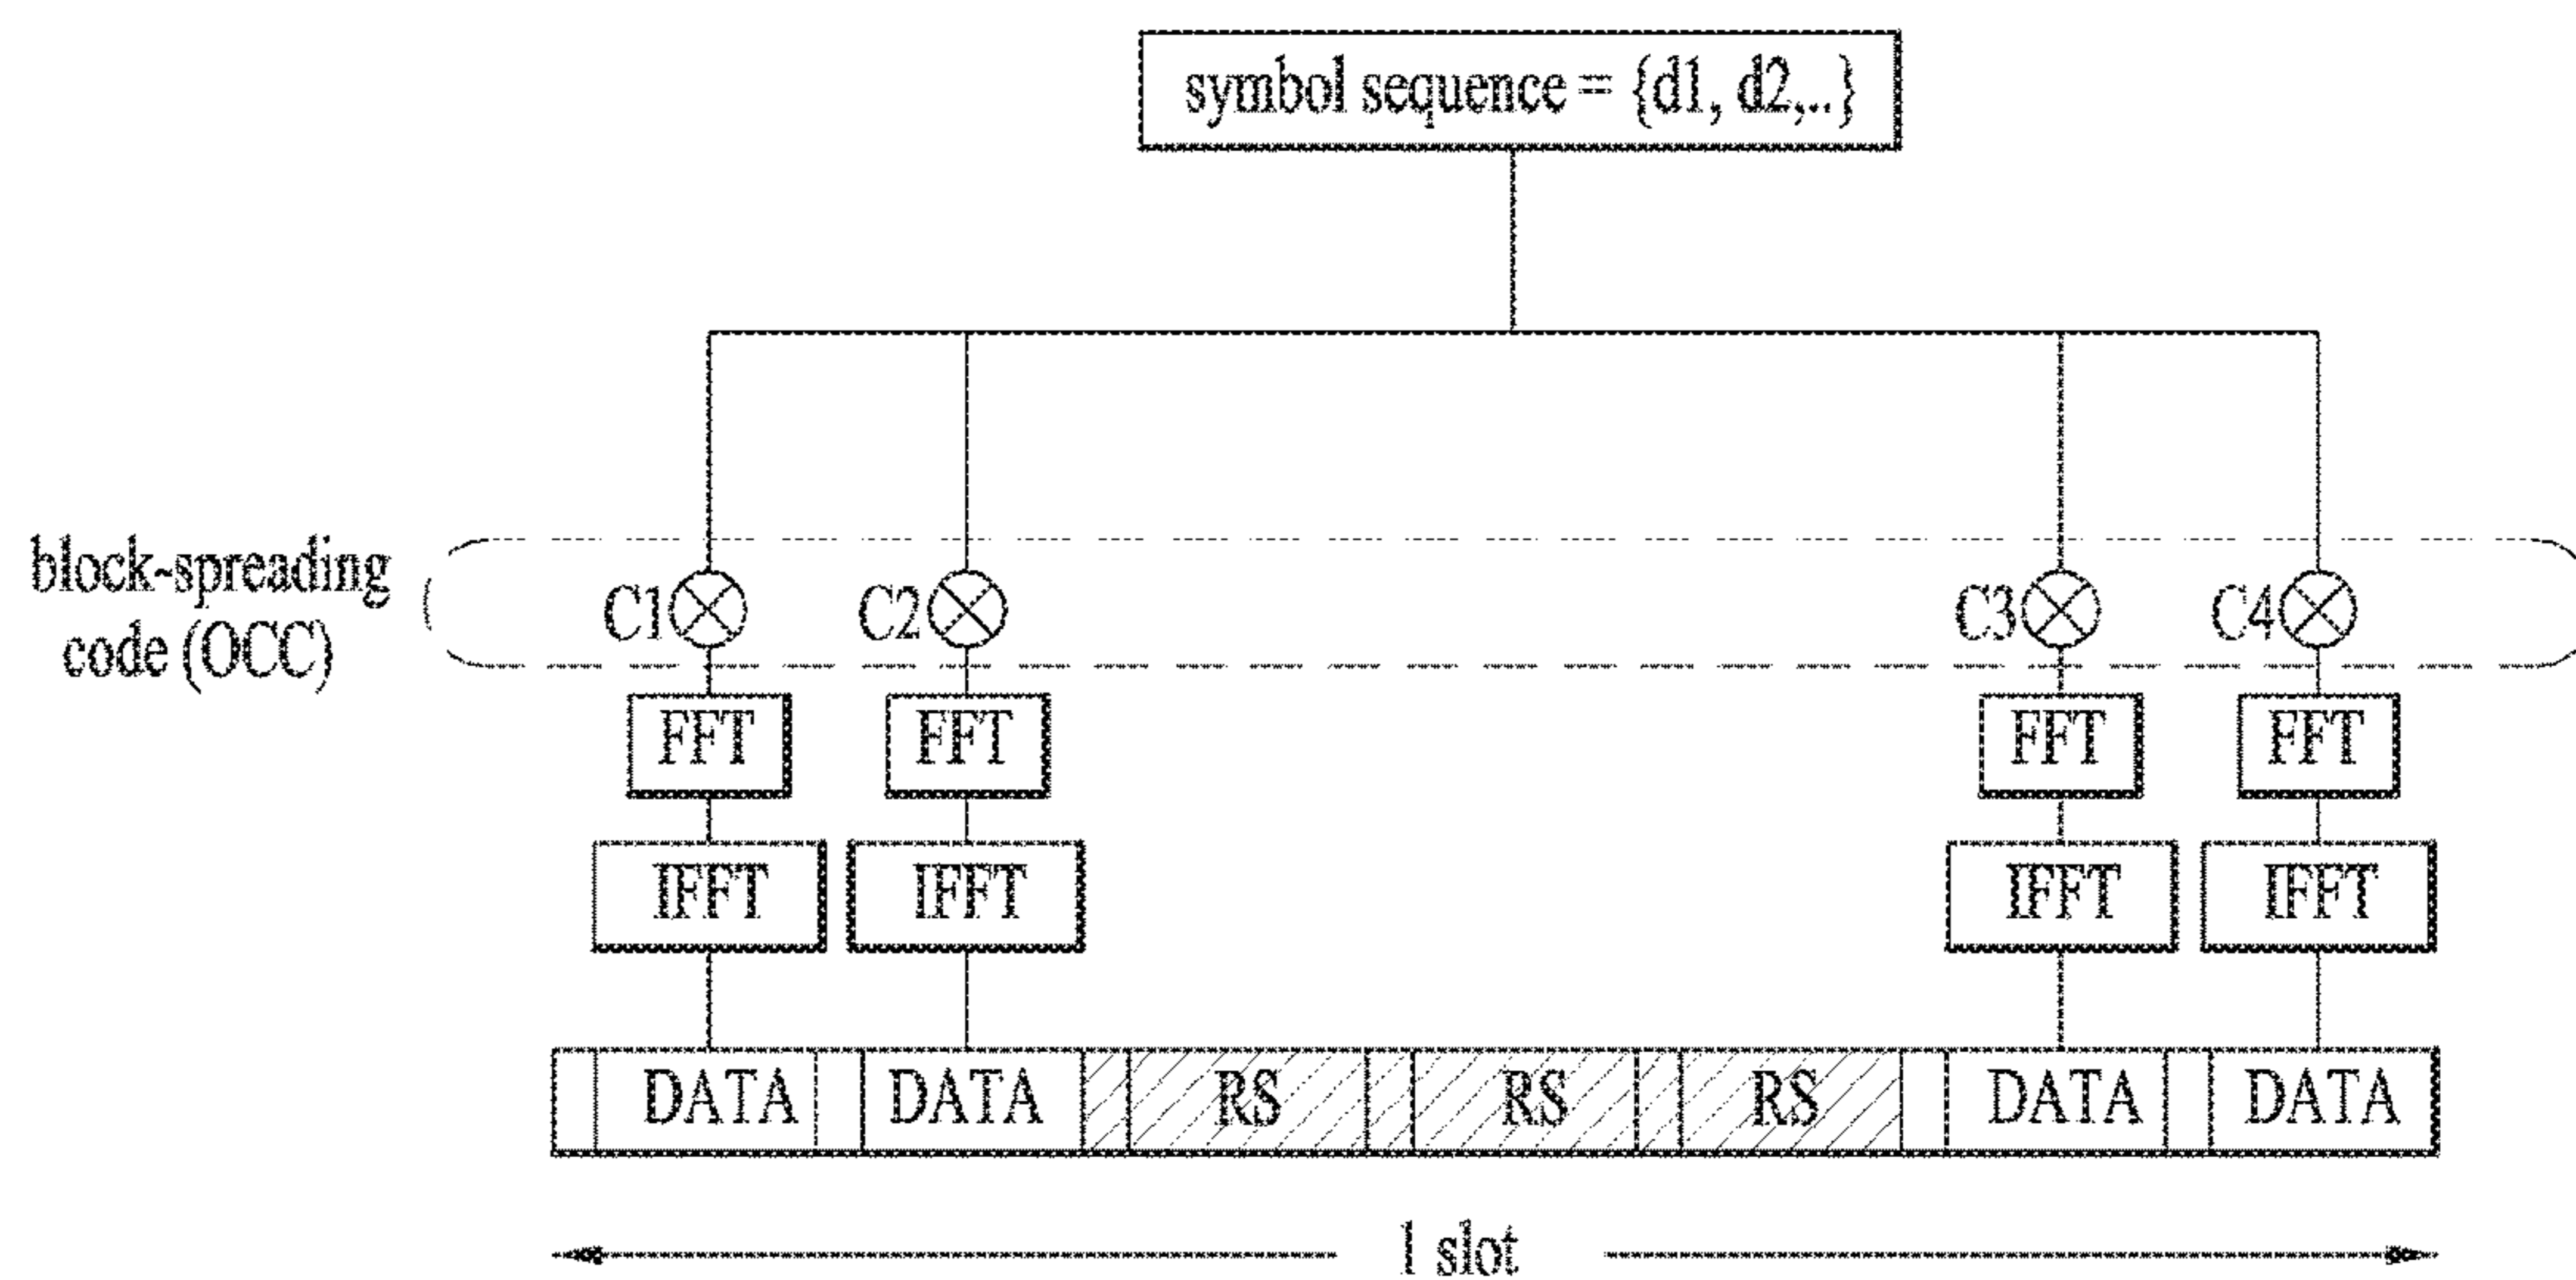 symbol sequence = {d1, d2,..}
block-spreading
code (OCC)
C1 C2 C3 C4
FFT FFT FFT FFT
IFFT IFFT IFFT IFFT
DATA DATA RS RS RS DATA DATA
1 slot